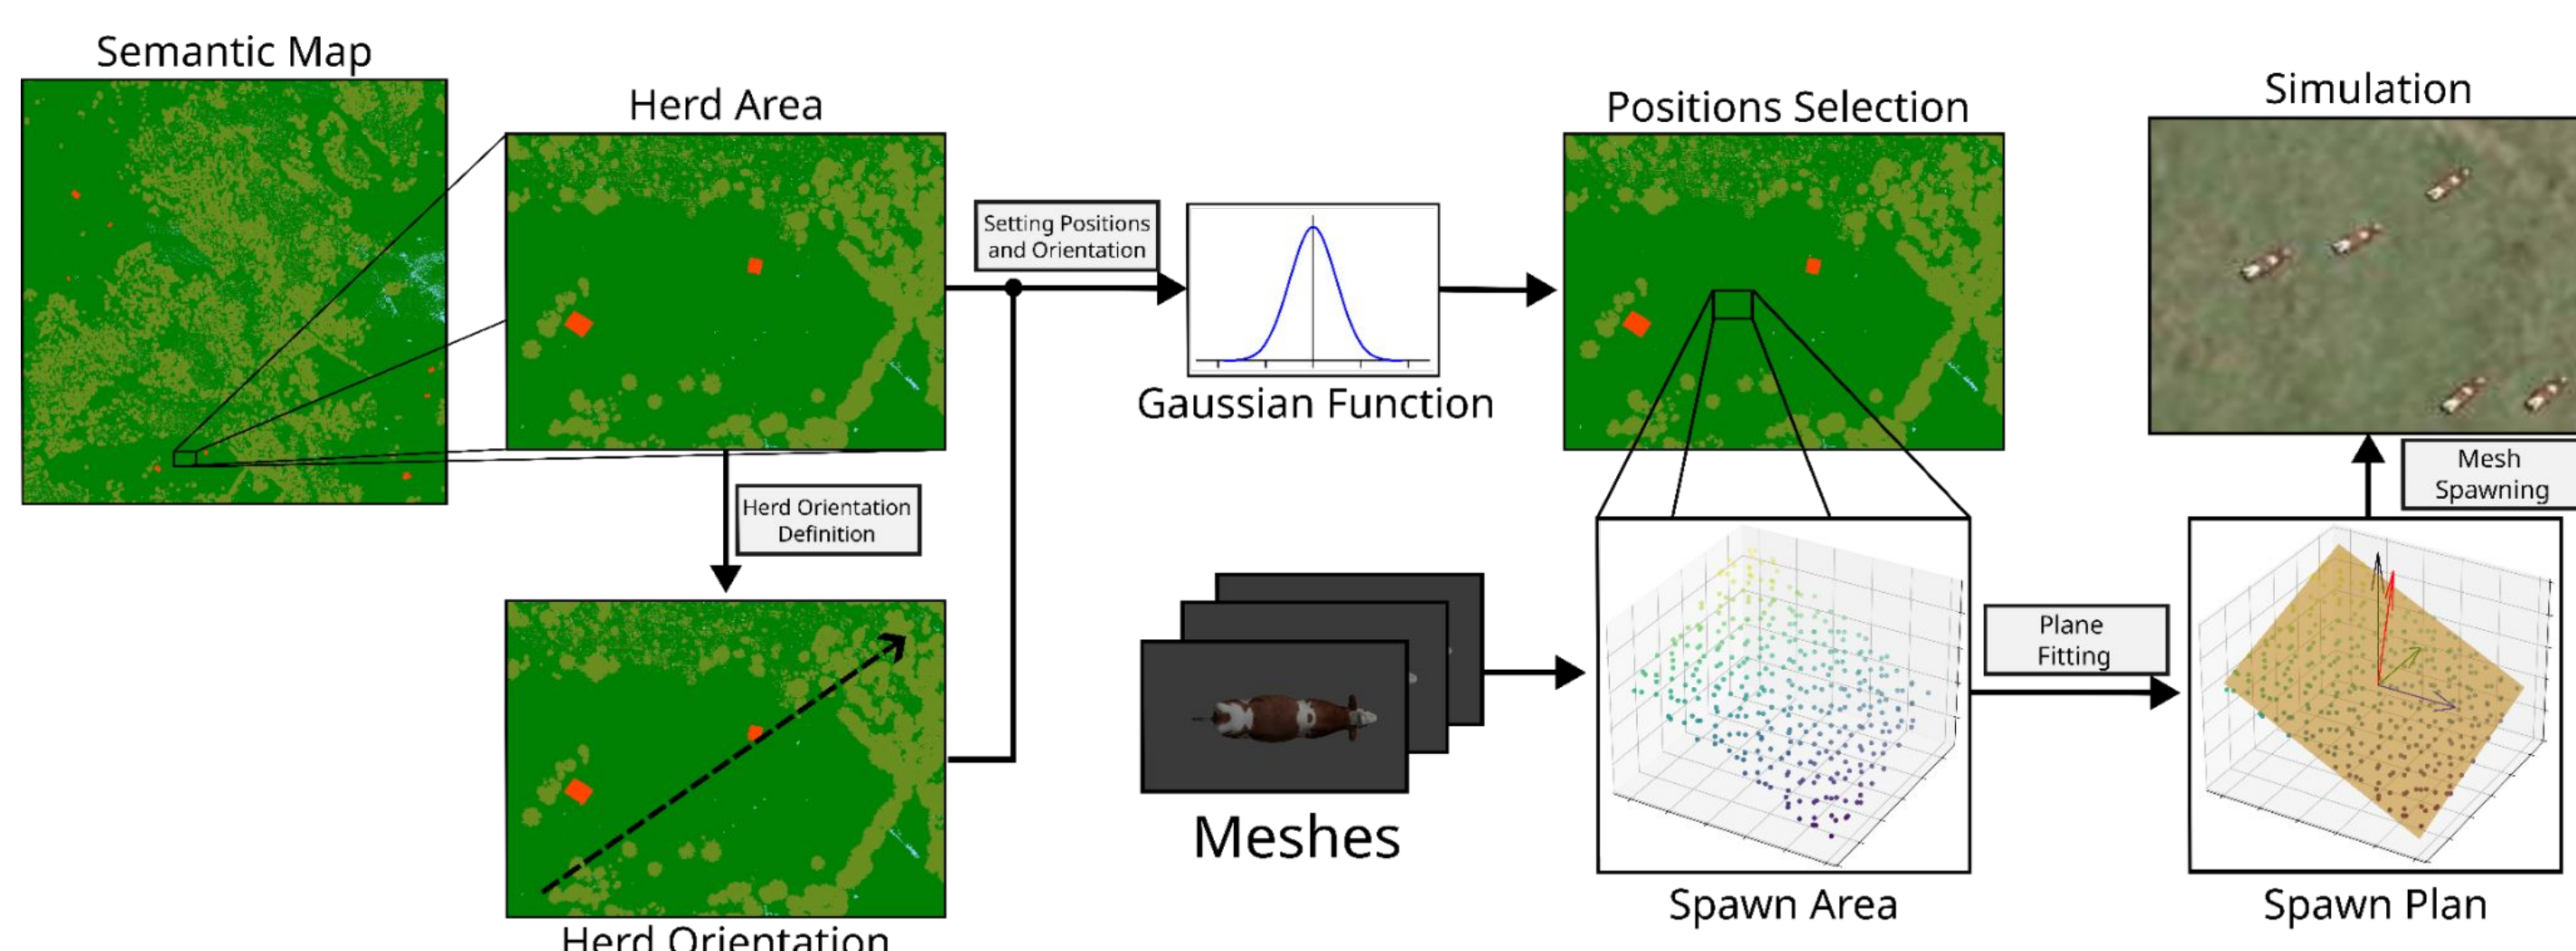 Semantic Map
Herd Area
Setting Positions
and Orientation
Gaussian Function
Positions Selection
Simulation
Herd Orientation
Definition
Herd Orientation
Meshes
Spawn Area
Plane
Fitting
Mesh
Spawning
Spawn Plan